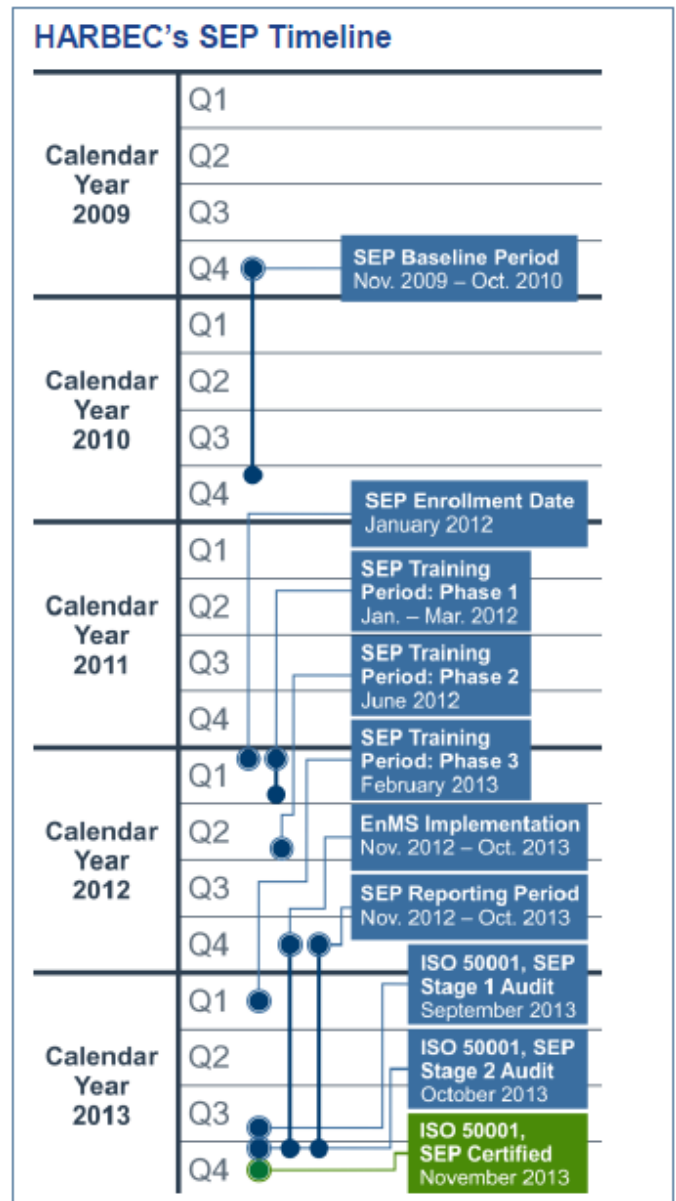 HARBEC's SEP Timeline
Calendar
Year
2009
Q1
Q2
Q3
Q4
SEP Baseline Period
Nov. 2009 – Oct. 2010
Calendar
Year
2010
Q1
Q2
Q3
Q4
SEP Enrollment Date
January 2012
Calendar
Year
2011
Q1
Q2
Q3
Q4
SEP Training
Period: Phase 1
Jan. – Mar. 2012
SEP Training
Period: Phase 2
June 2012
SEP Training
Period: Phase 3
February 2013
Calendar
Year
2012
Q1
Q2
Q3
Q4
EnMS Implementation
Nov. 2012 – Oct. 2013
SEP Reporting Period
Nov. 2012 – Oct. 2013
Calendar
Year
2013
Q1
Q2
Q3
Q4
ISO 50001, SEP
Stage 1 Audit
September 2013
ISO 50001, SEP
Stage 2 Audit
October 2013
ISO 50001,
SEP Certified
November 2013